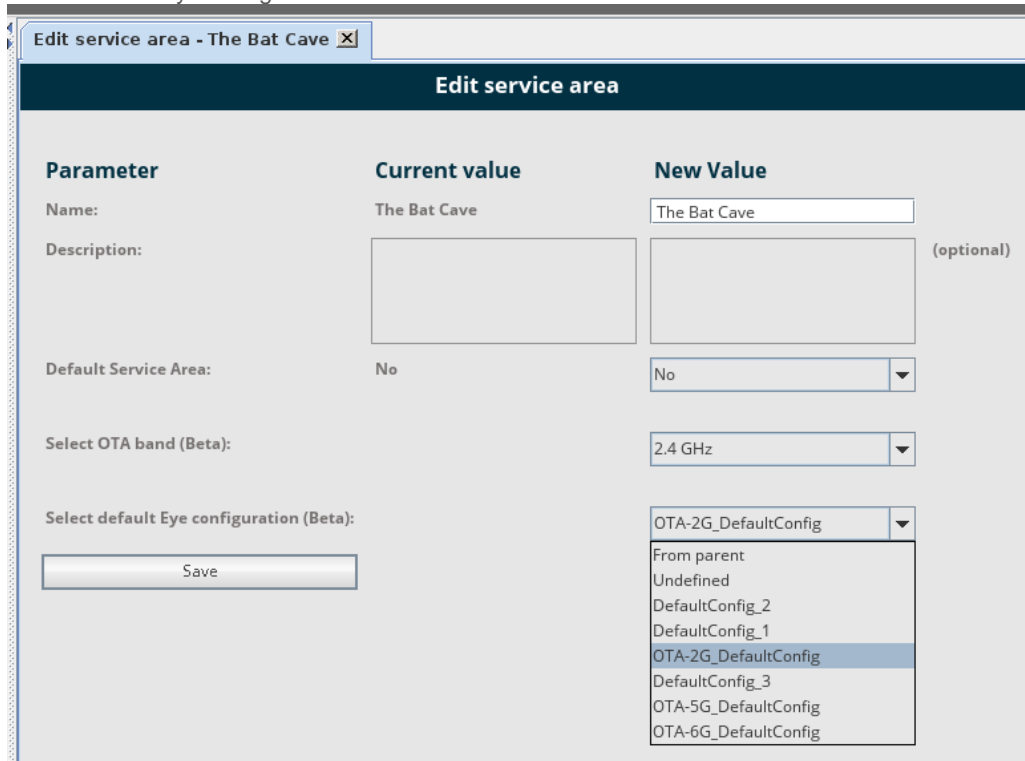 Edit service area - The Bat Cave
Edit service area
Parameter Current value New Value
Name: The Bat Cave The Bat Cave
Description: (optional)
Default Service Area: No No
Select OTA band (Beta): 2.4 GHz
Select default Eye configuration (Beta): OTA-2G_DefaultConfig
From parent
Save
Undefined
DefaultConfig_2
DefaultConfig_1
OTA-2G_DefaultConfig
DefaultConfig_3
OTA-5G_DefaultConfig
OTA-6G_DefaultConfig